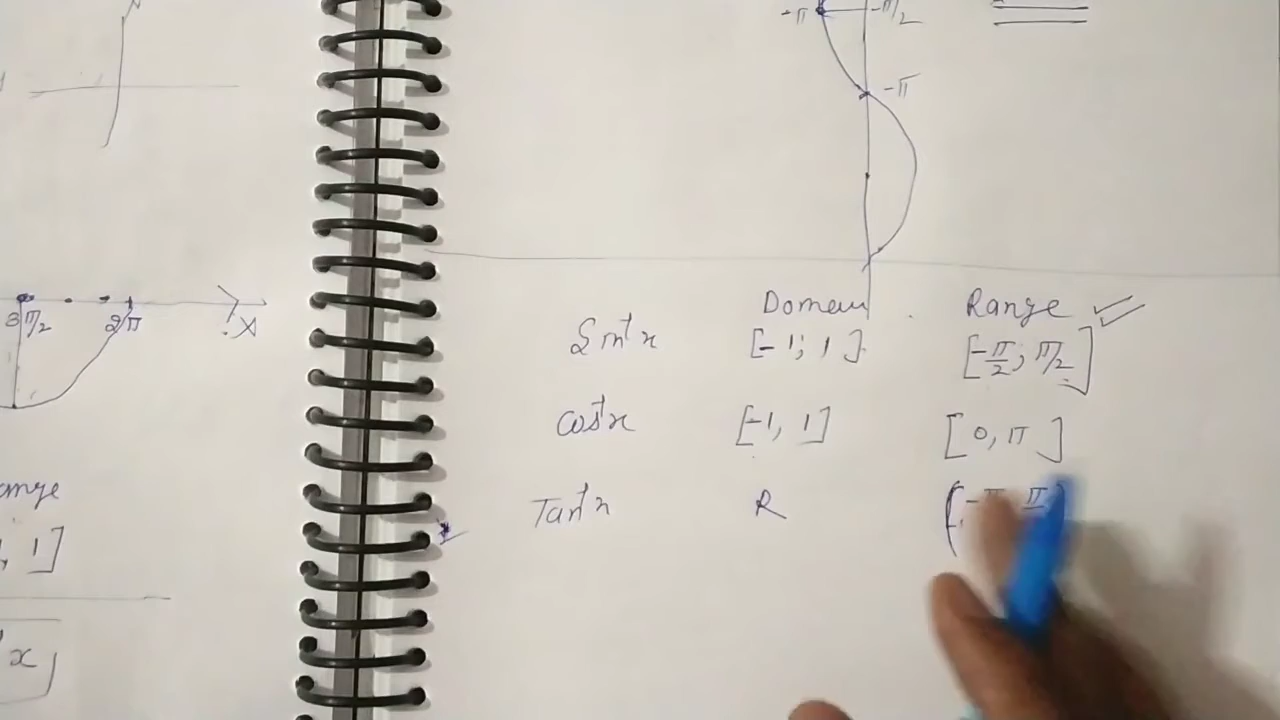 -π -π/2
-π
3π/2 2π X
Domain Range
Sin⁻¹x [-1; 1] [-π/2; π/2]
cos⁻¹x [-1, 1] [0, π]
Tan⁻¹x R (-π π
1]
x